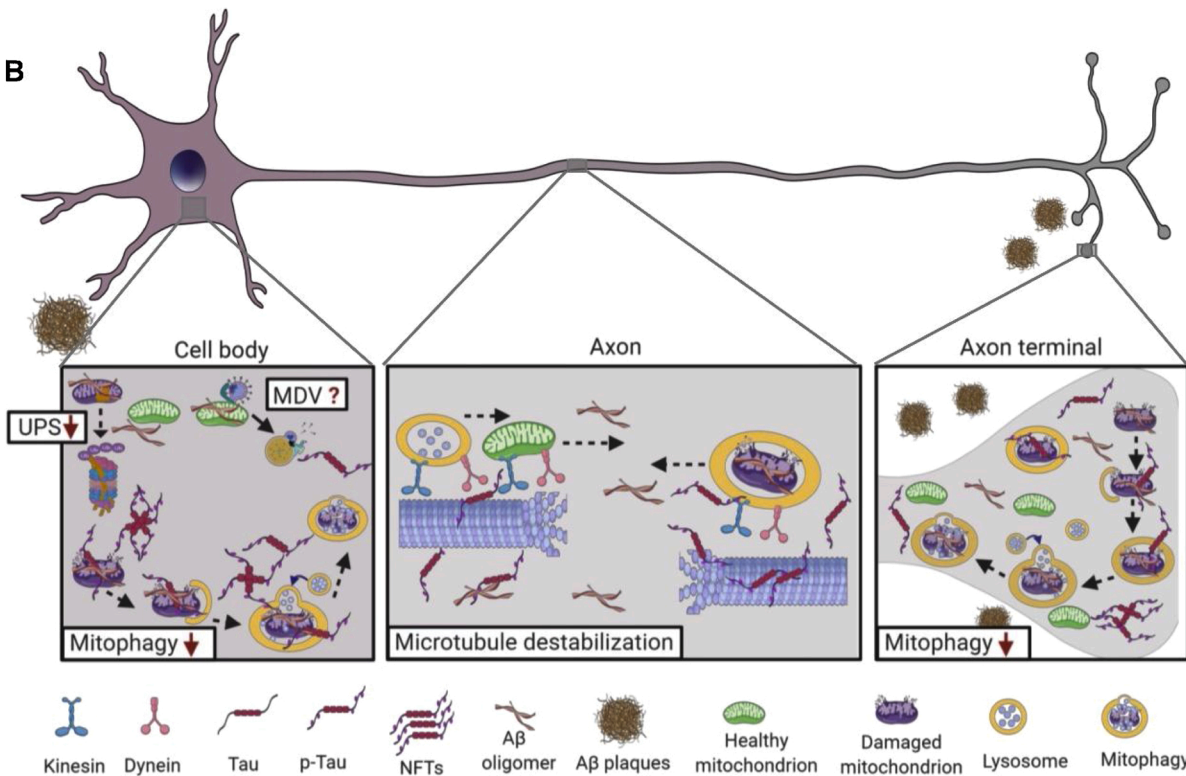 B
Cell body
Axon
Axon terminal
MDV ?
UPS
Mitophagy
Microtubule destabilization
Mitophagy
Kinesin
Dynein
Tau
p-Tau
NFTs
Aβ
oligomer
Aβ plaques
Healthy
mitochondrion
Damaged
mitochondrion
Lysosome
Mitophagy